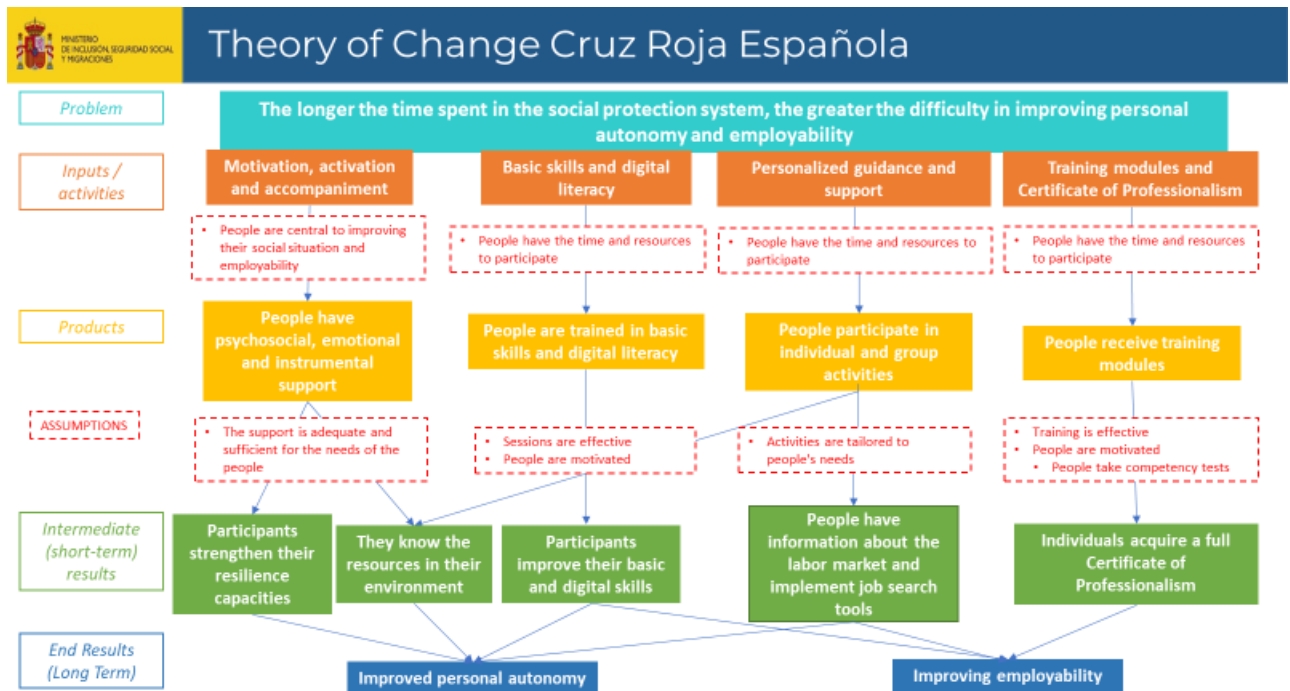 MINISTERIO
DE INCLUSIÓN, SEGURIDAD SOCIAL
Y MIGRACIONES
Theory of Change Cruz Roja Española
Problem
The longer the time spent in the social protection system, the greater the difficulty in improving personal
autonomy and employability
Inputs /
activities
Motivation, activation
and accompaniment
Basic skills and digital
literacy
Personalized guidance and
support
Training modules and
Certificate of Professionalism
• People are central to improving
their social situation and
employability
• People have the time and resources
to participate
• People have the time and resources to
participate
• People have the time and resources
to participate
Products
People have
psychosocial, emotional
and instrumental
support
People are trained in basic
skills and digital literacy
People participate in
individual and group
activities
People receive training
modules
ASSUMPTIONS
• The support is adequate and
sufficient for the needs of the
people
• Sessions are effective
• People are motivated
• Activities are tailored to
people's needs
• Training is effective
• People are motivated
• People take competency tests
Intermediate
(short-term)
results
Participants
strengthen their
resilience
capacities
They know the
resources in their
environment
Participants
improve their basic
and digital skills
People have
information about the
labor market and
implement job search
tools
Individuals acquire a full
Certificate of
Professionalism
End Results
(Long Term)
Improved personal autonomy
Improving employability